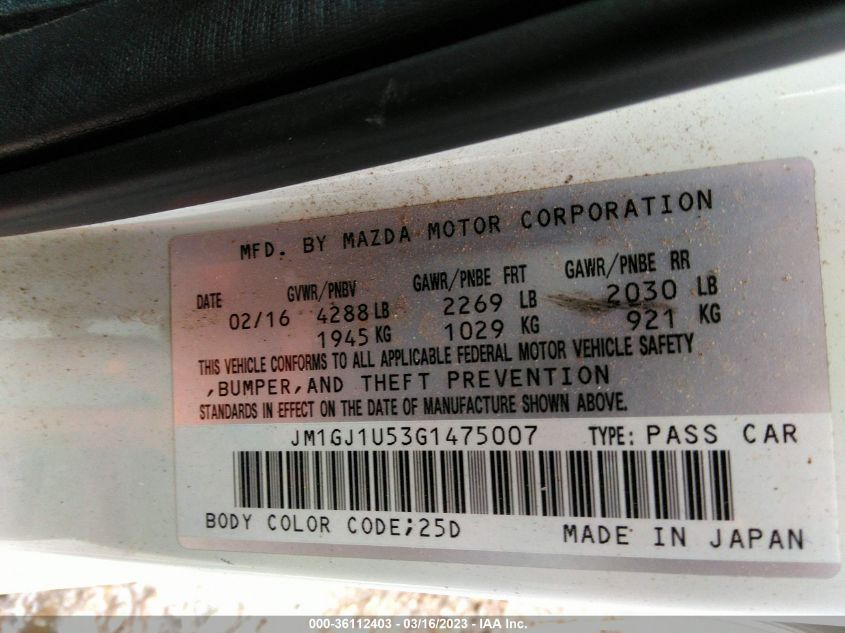 MFD. BY MAZDA MOTOR CORPORATION
DATE GVWR/PNBV GAWR/PNBE FRT GAWR/PNBE RR
02/16 4288 LB 2269 LB 2030 LB
1945 KG 1029 KG 921 KG
THIS VEHICLE CONFORMS TO ALL APPLICABLE FEDERAL MOTOR VEHICLE SAFETY
,BUMPER,AND THEFT PREVENTION
STANDARDS IN EFFECT ON THE DATE OF MANUFACTURE SHOWN ABOVE.
JM1GJ1U53G1475007 TYPE: PASS CAR
BODY COLOR CODE;25D MADE IN JAPAN
000-36112403 - 03/16/2023 - IAA Inc.